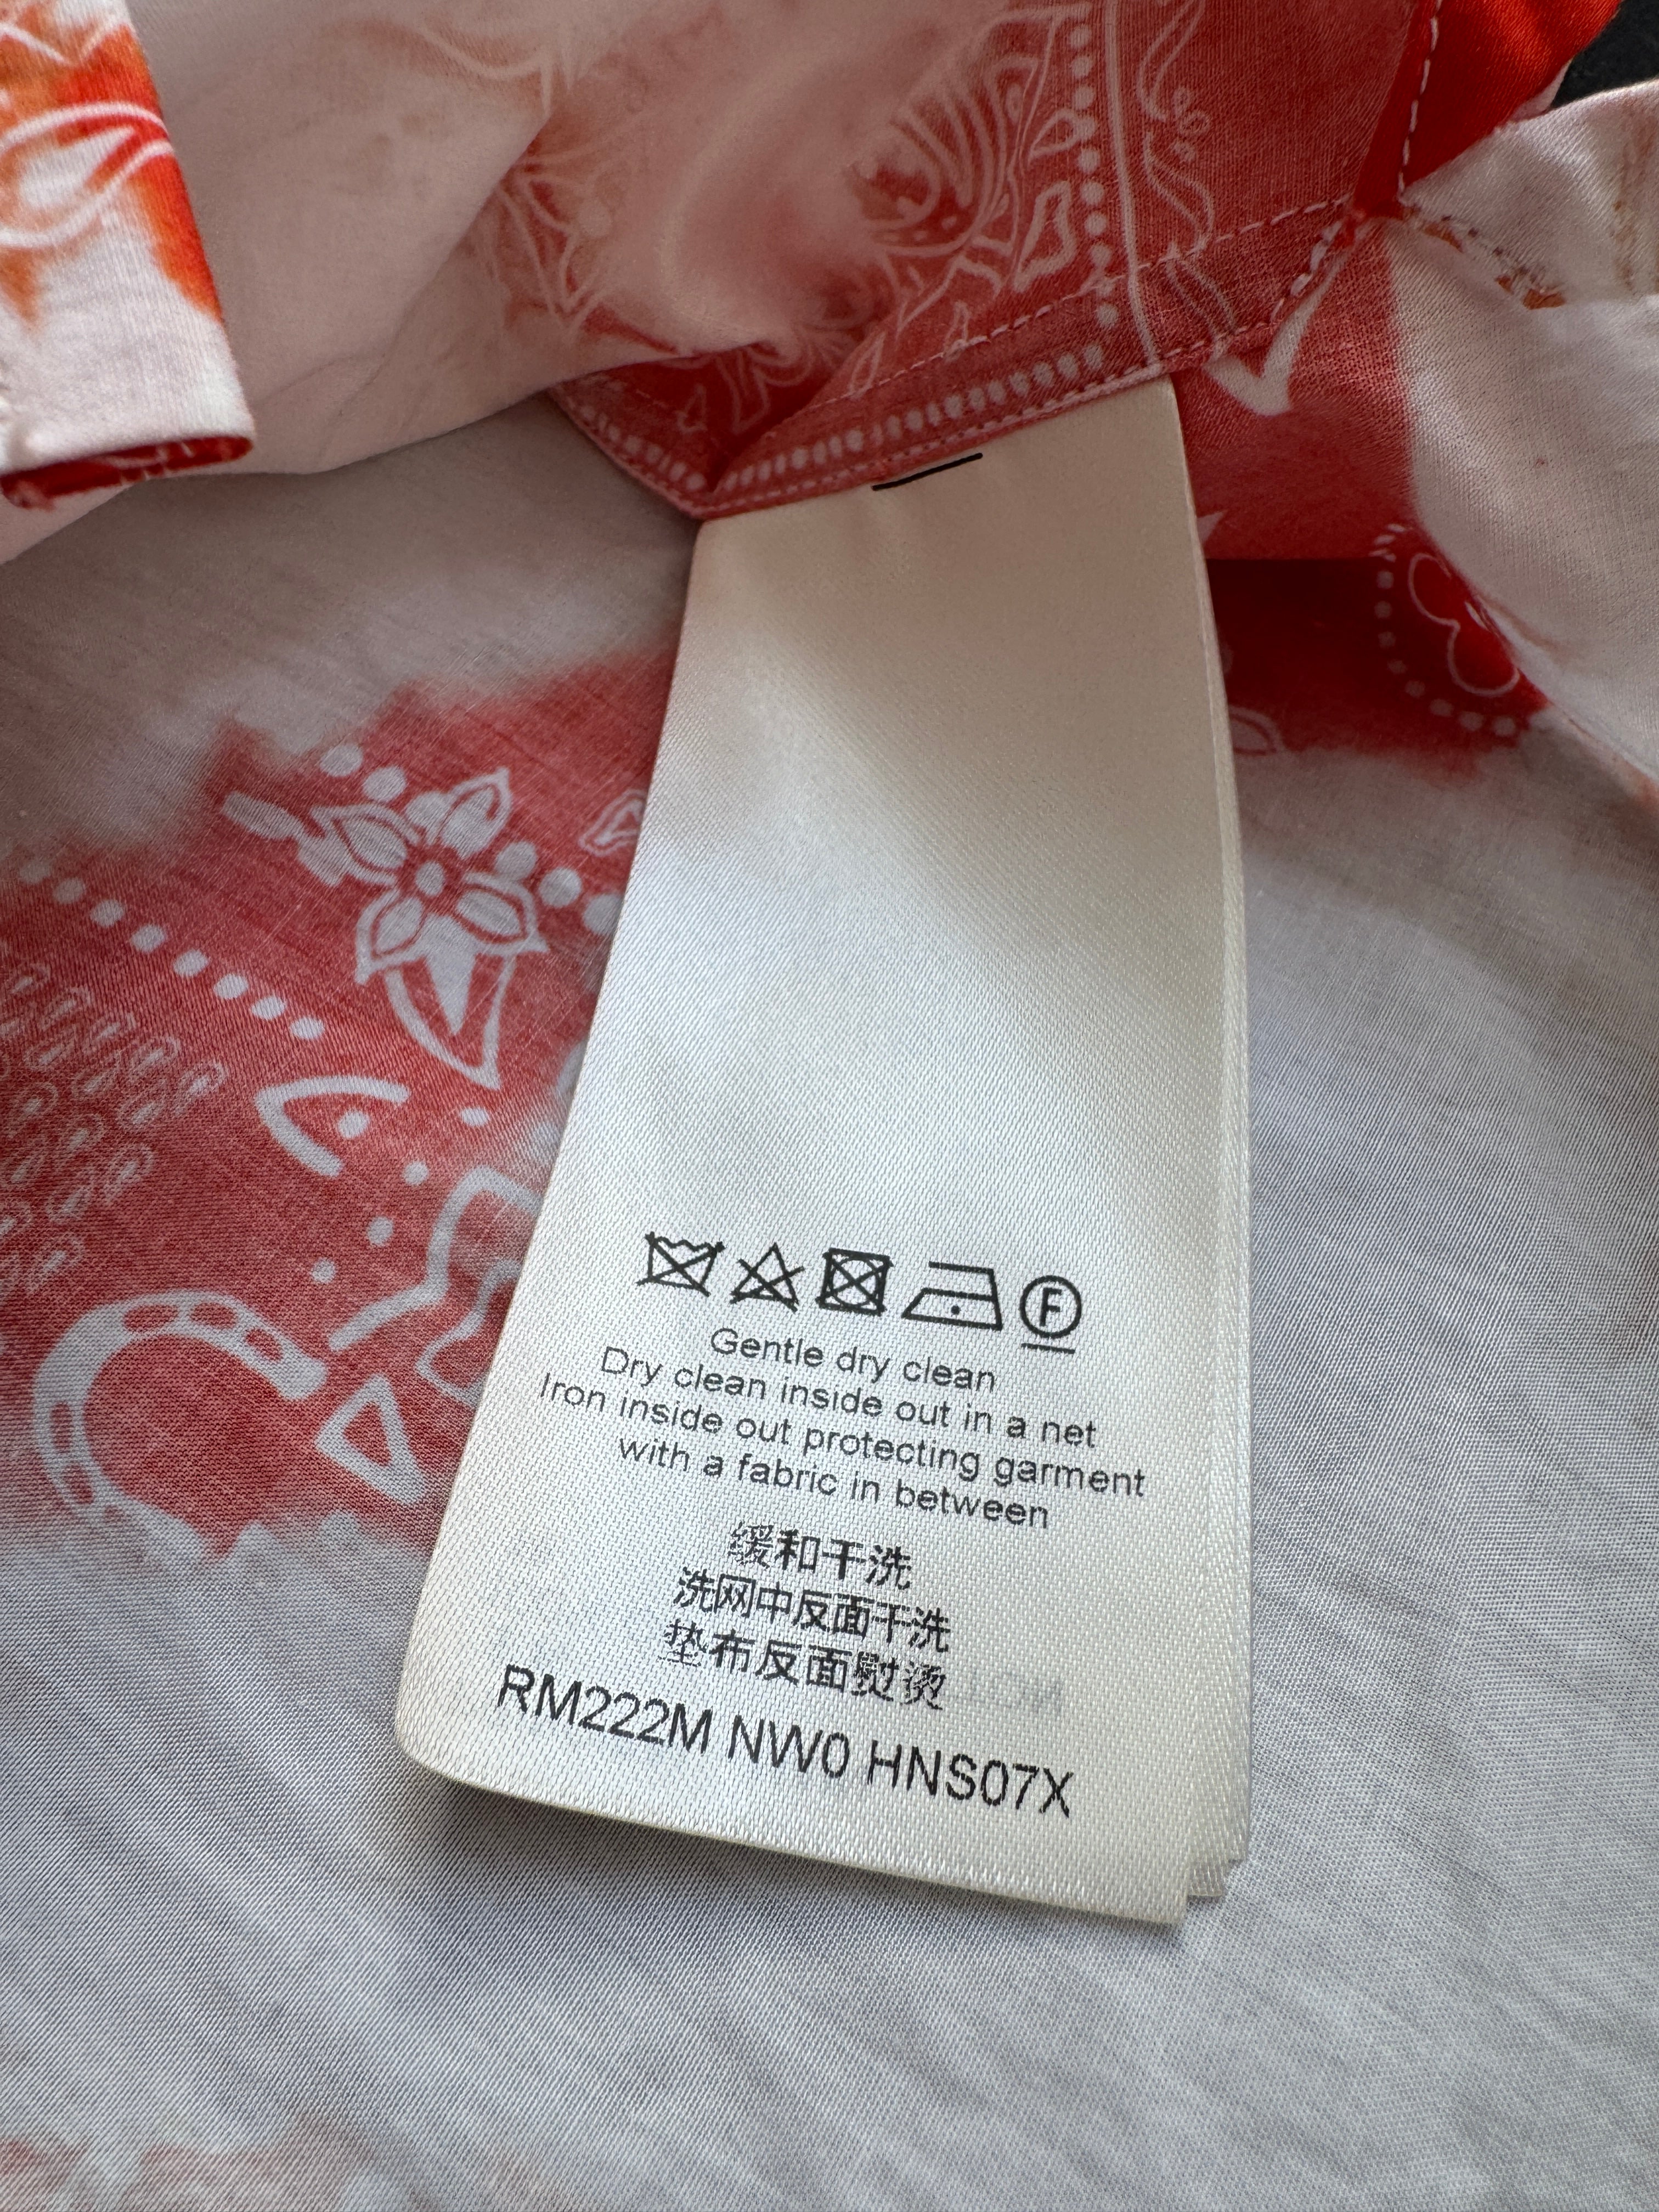 F
Gentle dry clean
Dry clean inside out in a net
Iron inside out protecting garment
with a fabric in between
缓和干洗
洗网中反面干洗
垫布反面熨烫
RM222M NW0 HNS07X